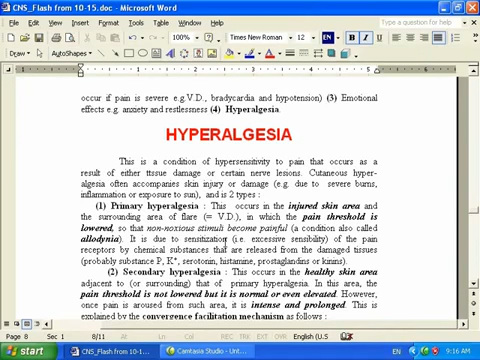 CNS_Flash from 10-15.doc - Microsoft Word
File Edit View Insert Format Tools Table Window Help
Type a question for help
100% Times New Roman 12 B I
Draw AutoShapes
occur if pain is severe e.g.V.D., bradycardia and hypotension) (3) Emotional
effects e.g. anxiety and restlessness (4) Hyperalgesia.
HYPERALGESIA
This is a condition of hypersensitivity to pain that occurs as a
result of either ttssue damage or certain nerve lesions. Cutaneous hyper-
algesia often accompanies skin injury or damage (e.g. due to severe burns,
inflammation or exposure to sun), and is 2 types :
(1) Primary hyperalgesia : This occurs in the injured skin area and
the surrounding area of flare (= V.D.), in which the pain threshold is
lowered, so that non-noxious stimuli become painful (a condition also called
allodynia). It is due to sensitization (i.e. excessive sensibility) of the pain
receptors by chemical substances that are released from the damaged tissues
(probably substance P, K+, serotonin, histamine, prostaglandins or kinins).
(2) Secondary hyperalgesia : This occurs in the healthy skin area
adjacent to (or surrounding) that of primary hyperalgesia. In this area, the
pain threshold is not lowered but it is normal or even elevated. However,
once pain is aroused from such area, it is intense and prolonged. This is
explained by the convergence facilitation mechanism as follows :
Page 8 Sec 1 8/11 REC TRK EXT OVR English (U.S
start CNS_Flash from 10-1... Camtasia Studio - Unt... EN 9:16 AM